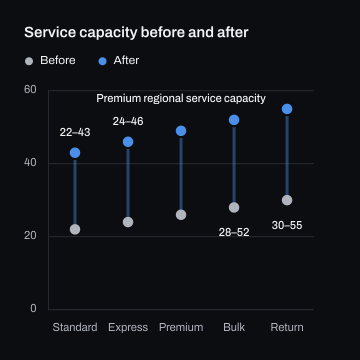 Service capacity before and after
Before After
60
Premium regional service capacity
24–46
22–43
40
20
28–52
30–55
0
Standard Express Premium Bulk Return